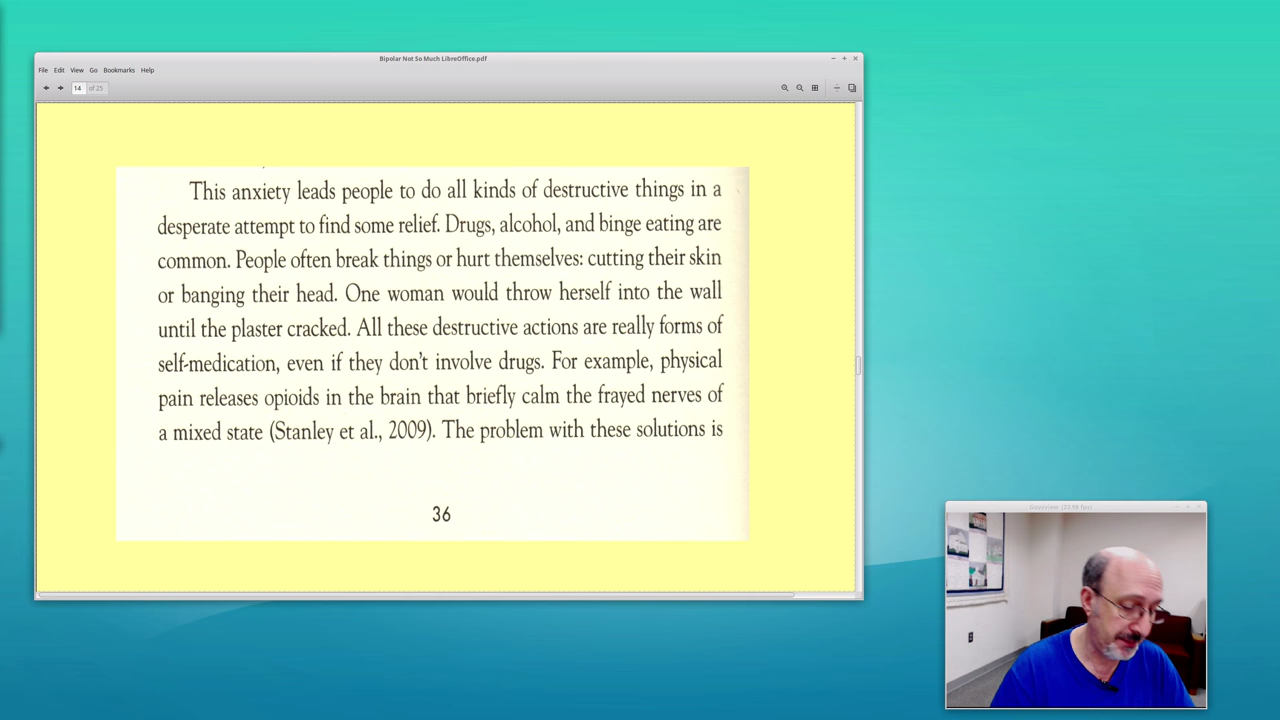 Bipolar Not So Much LibreOffice.pdf
File Edit View Go Bookmarks Help
14 of 25
This anxiety leads people to do all kinds of destructive things in a
desperate attempt to find some relief. Drugs, alcohol, and binge eating are
common. People often break things or hurt themselves: cutting their skin
or banging their head. One woman would throw herself into the wall
until the plaster cracked. All these destructive actions are really forms of
self-medication, even if they don't involve drugs. For example, physical
pain releases opioids in the brain that briefly calm the frayed nerves of
a mixed state (Stanley et al., 2009). The problem with these solutions is
36